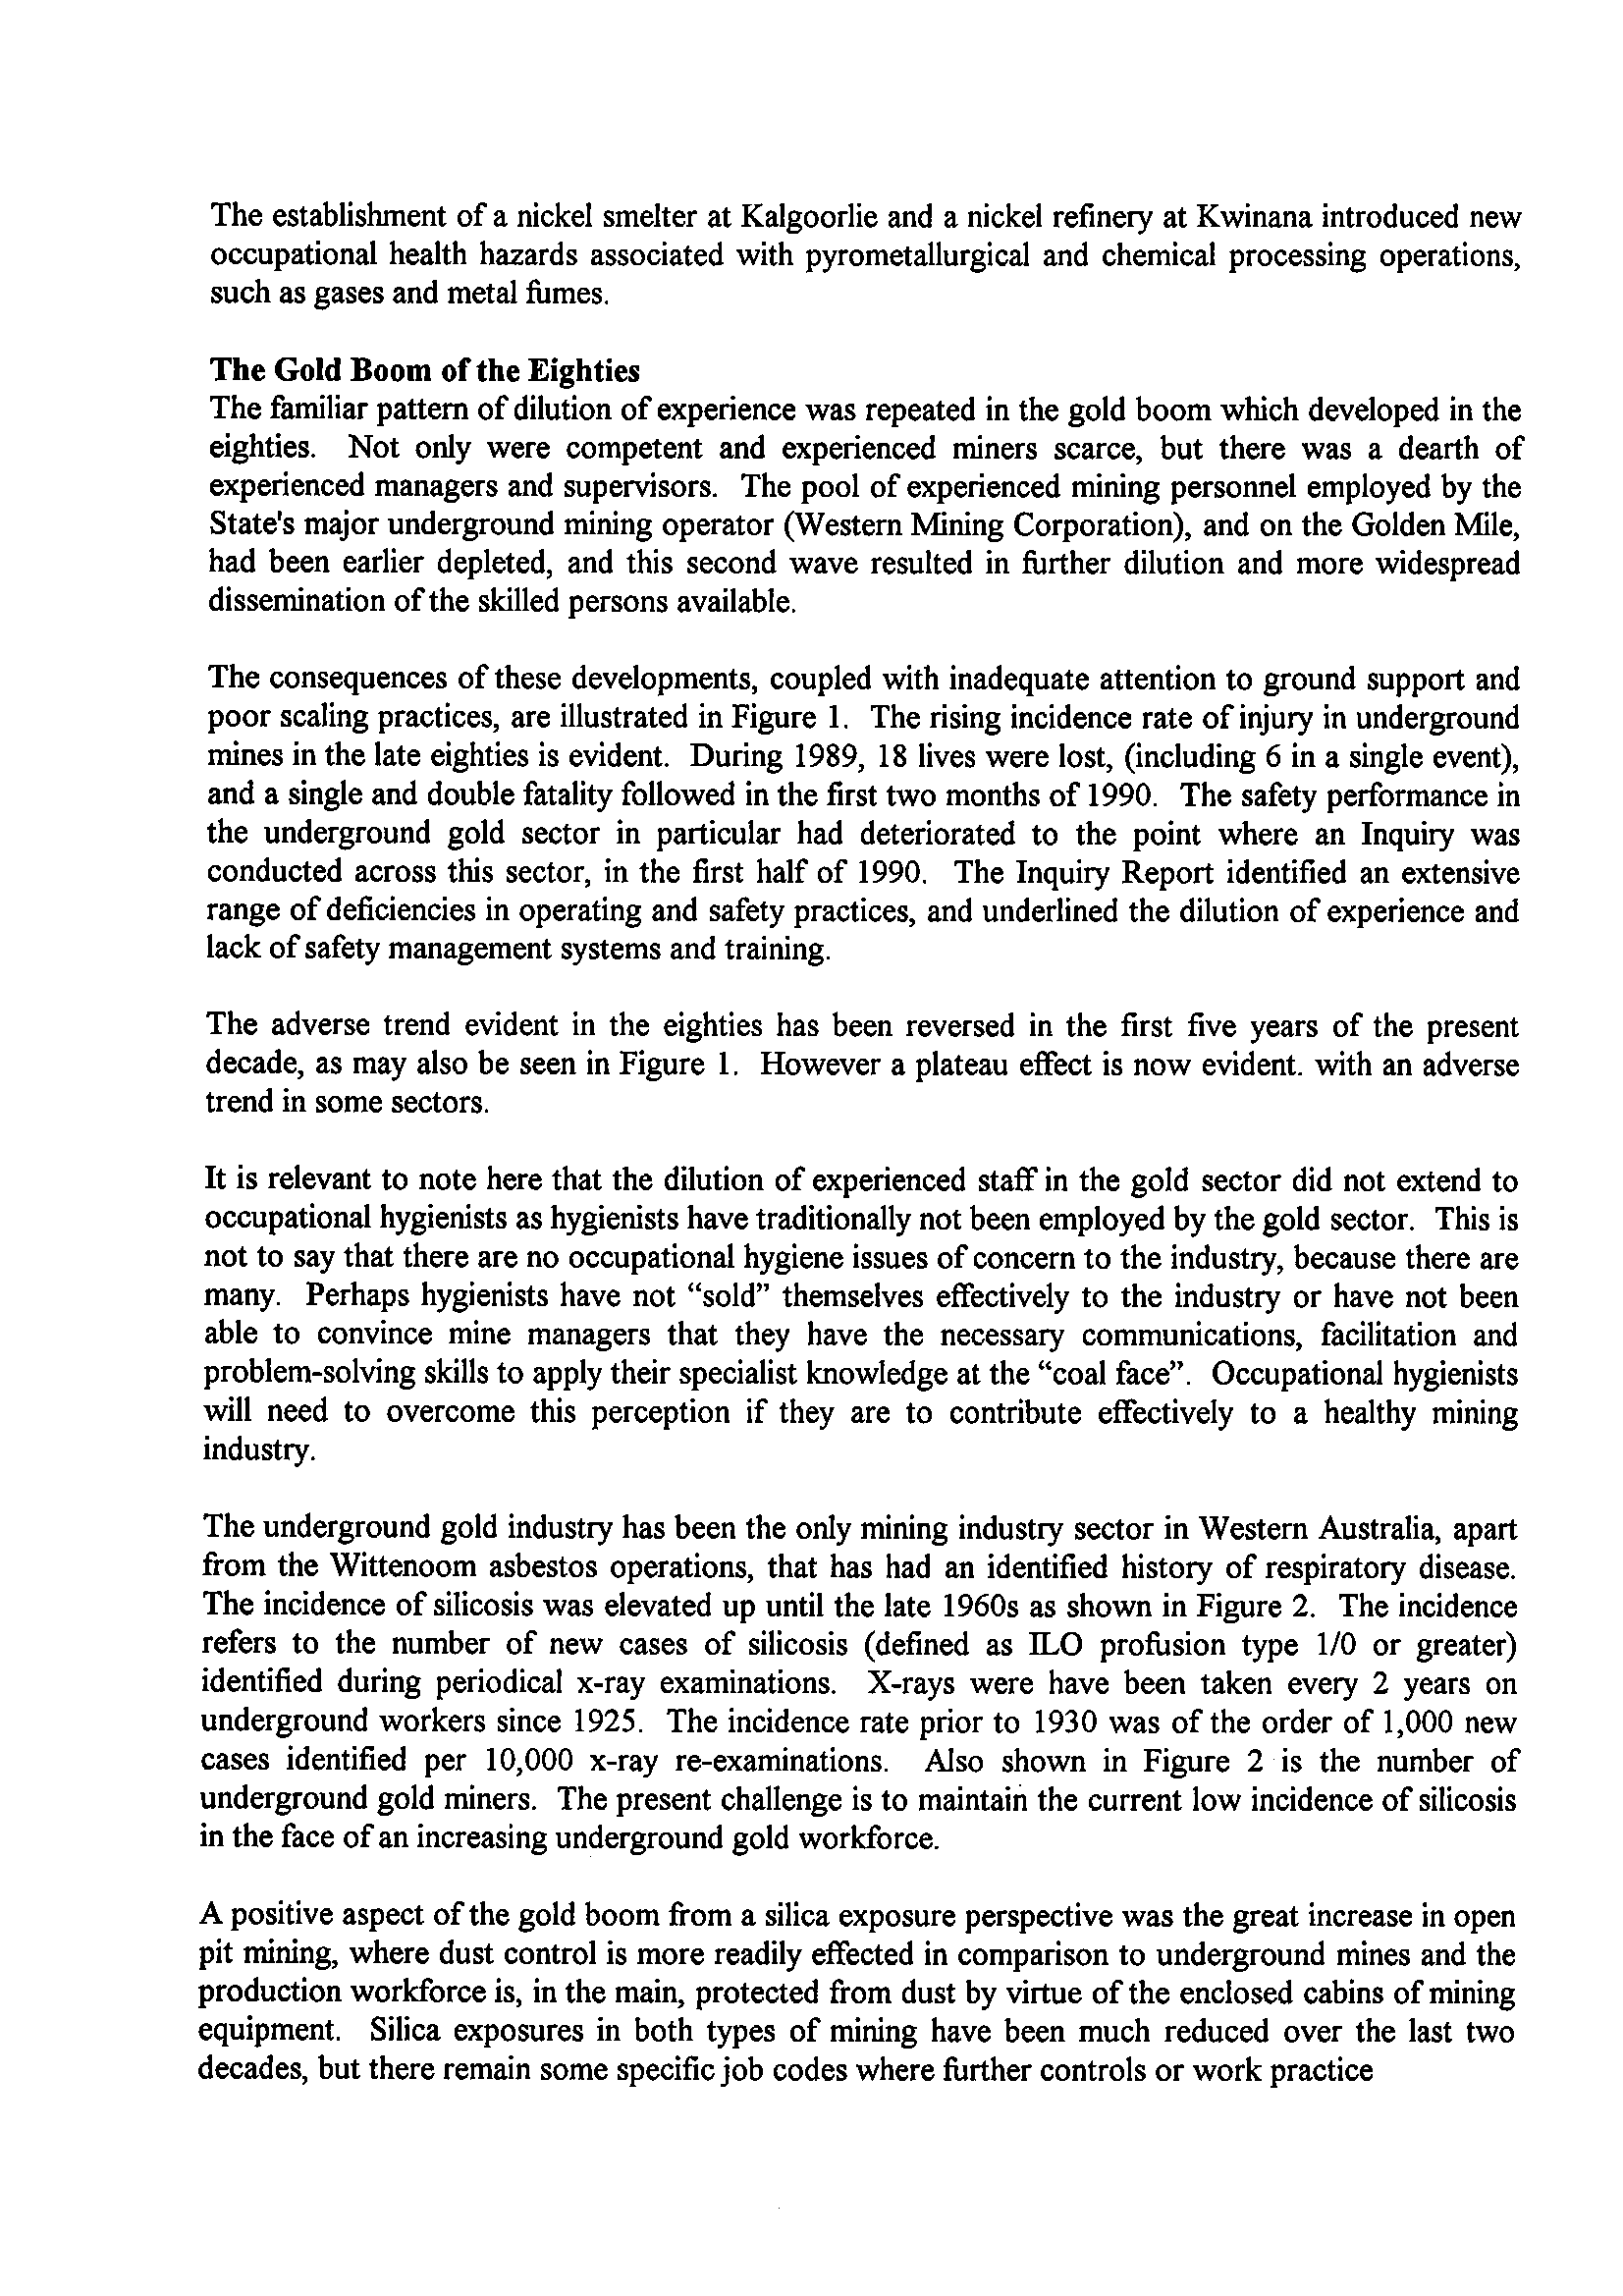 The establishment of a nickel smelter at Kalgoorlie and a nickel refinery at Kwinana introduced new
occupational health hazards associated with pyrometallurgical and chemical processing operations,
such as gases and metal fumes.
The Gold Boom of the Eighties
The familiar pattern of dilution of experience was repeated in the gold boom which developed in the
eighties. Not only were competent and experienced miners scarce, but there was a dearth of
experienced managers and supervisors. The pool of experienced mining personnel employed by the
State's major underground mining operator (Western Mining Corporation), and on the Golden Mile,
had been earlier depleted, and this second wave resulted in further dilution and more widespread
dissemination of the skilled persons available.
The consequences of these developments, coupled with inadequate attention to ground support and
poor scaling practices, are illustrated in Figure 1. The rising incidence rate of injury in underground
mines in the late eighties is evident. During 1989, 18 lives were lost, (including 6 in a single event),
and a single and double fatality followed in the first two months of 1990. The safety performance in
the underground gold sector in particular had deteriorated to the point where an Inquiry was
conducted across this sector, in the first half of 1990. The Inquiry Report identified an extensive
range of deficiencies in operating and safety practices, and underlined the dilution of experience and
lack of safety management systems and training.
The adverse trend evident in the eighties has been reversed in the first five years of the present
decade, as may also be seen in Figure 1. However a plateau effect is now evident. with an adverse
trend in some sectors.
It is relevant to note here that the dilution of experienced staff in the gold sector did not extend to
occupational hygienists as hygienists have traditionally not been employed by the gold sector. This is
not to say that there are no occupational hygiene issues of concern to the industry, because there are
many. Perhaps hygienists have not “sold” themselves effectively to the industry or have not been
able to convince mine managers that they have the necessary communications, facilitation and
problem-solving skills to apply their specialist knowledge at the “coal face”. Occupational hygienists
will need to overcome this perception if they are to contribute effectively to a healthy mining
industry.
The underground gold industry has been the only mining industry sector in Western Australia, apart
from the Wittenoom asbestos operations, that has had an identified history of respiratory disease.
The incidence of silicosis was elevated up until the late 1960s as shown in Figure 2. The incidence
refers to the number of new cases of silicosis (defined as ILO profusion type 1/0 or greater)
identified during periodical x-ray examinations. X-rays were have been taken every 2 years on
underground workers since 1925. The incidence rate prior to 1930 was of the order of 1,000 new
cases identified per 10,000 x-ray re-examinations. Also shown in Figure 2 is the number of
underground gold miners. The present challenge is to maintain the current low incidence of silicosis
in the face of an increasing underground gold workforce.
A positive aspect of the gold boom from a silica exposure perspective was the great increase in open
pit mining, where dust control is more readily effected in comparison to underground mines and the
production workforce is, in the main, protected from dust by virtue of the enclosed cabins of mining
equipment. Silica exposures in both types of mining have been much reduced over the last two
decades, but there remain some specific job codes where further controls or work practice